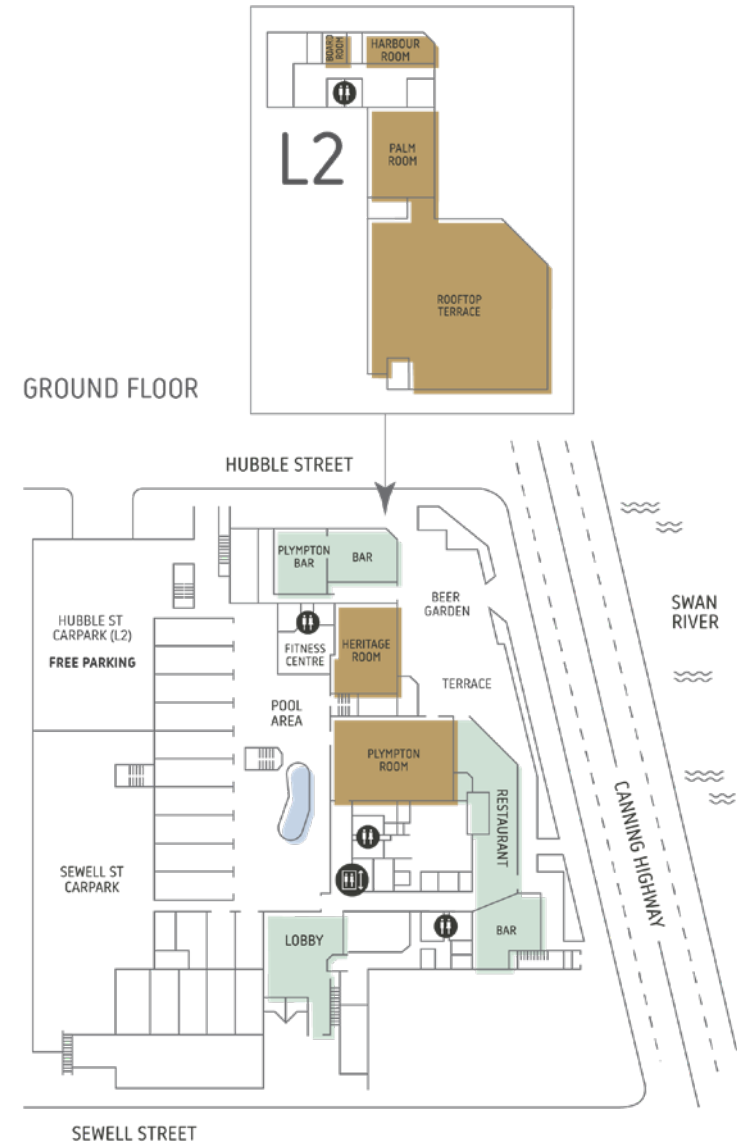 BOARD
ROOM
HARBOUR
ROOM
L2
PALM
ROOM
ROOFTOP
TERRACE
GROUND FLOOR
HUBBLE STREET
PLYMPTON
BAR
BAR
BEER
GARDEN
SWAN
RIVER
HUBBLE ST
CARPARK (L2)
FREE PARKING
FITNESS
CENTRE
HERITAGE
ROOM
TERRACE
POOL
AREA
PLYMPTON
ROOM
RESTAURANT
CANNING HIGHWAY
SEWELL ST
CARPARK
LOBBY
BAR
SEWELL STREET